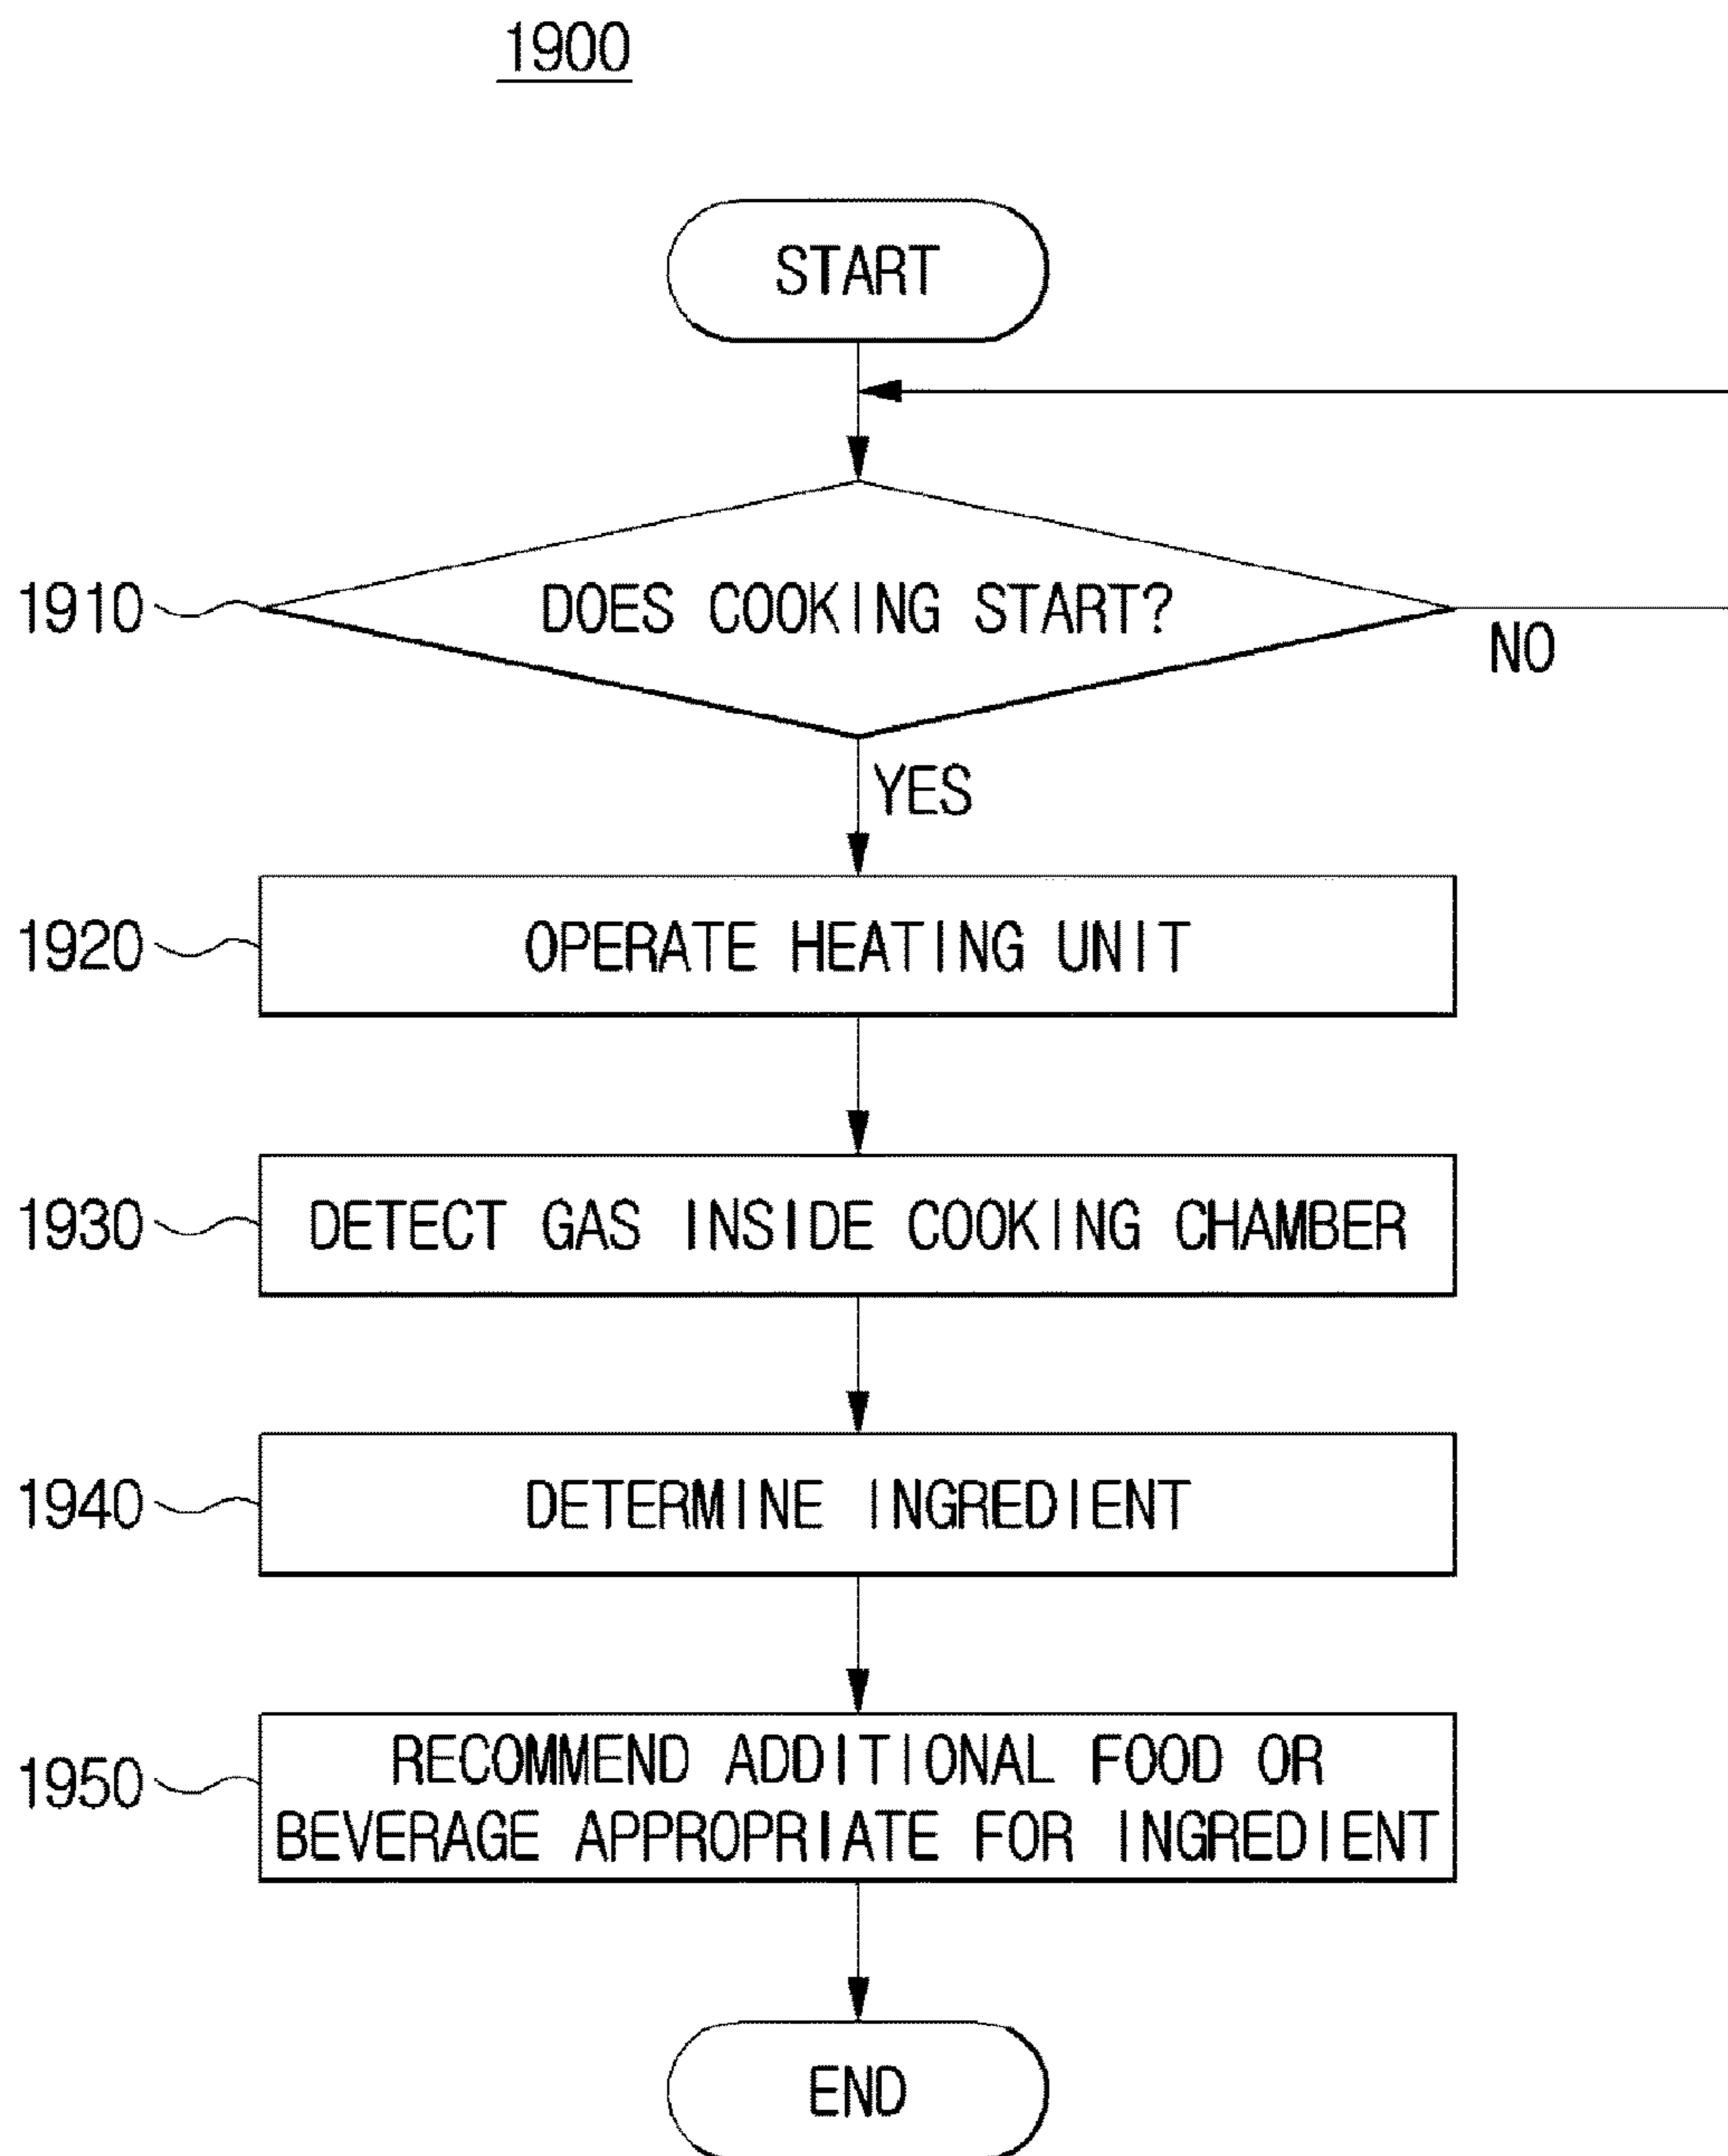 1900
START
1910
DOES COOKING START?
NO
YES
1920
OPERATE HEATING UNIT
1930
DETECT GAS INSIDE COOKING CHAMBER
1940
DETERMINE INGREDIENT
1950
RECOMMEND ADDITIONAL FOOD OR
BEVERAGE APPROPRIATE FOR INGREDIENT
END